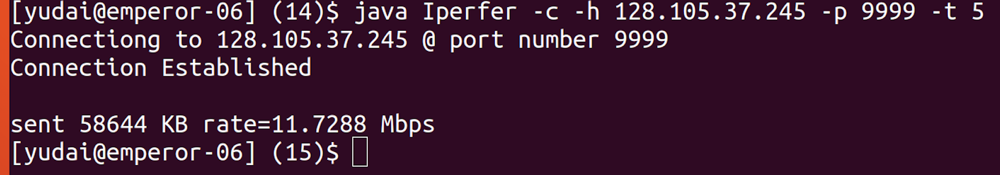 [yudai@emperor-06] (14)$ java Iperfer -c -h 128.105.37.245 -p 9999 -t 5
Connectiong to 128.105.37.245 @ port number 9999
Connection Established
sent 58644 KB rate=11.7288 Mbps
[yudai@emperor-06] (15)$